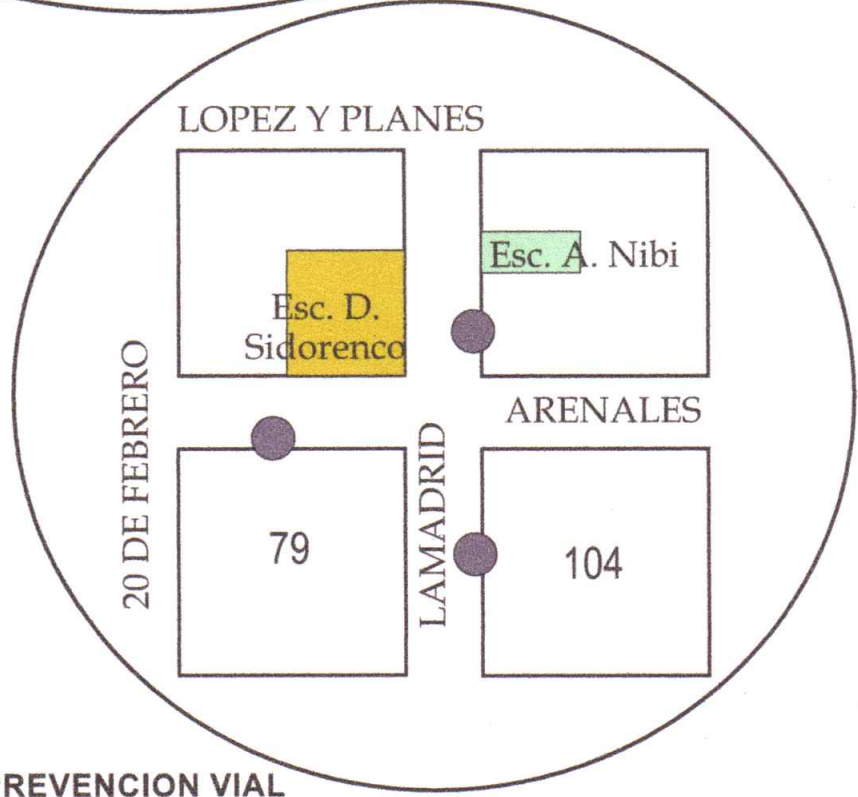 LOPEZ Y PLANES
Esc. A. Nibi
Esc. D.
Sidorenco
20 DE FEBRERO
ARENALES
LAMADRID
79
104
REVENCION VIAL